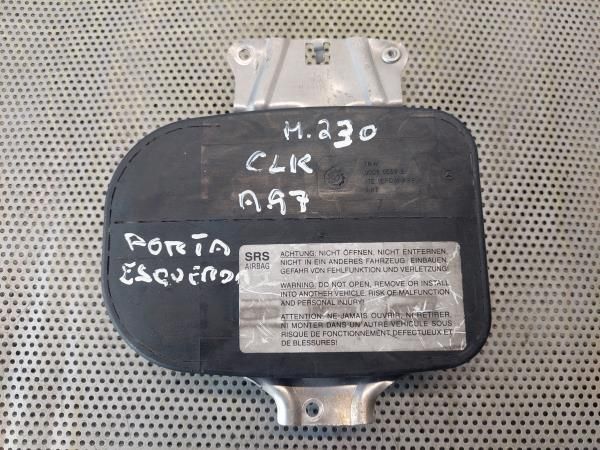 M.230
CLK
A.97
PORTA
ESQUERDA
SRS
AIRBAG
ACHTUNG: NICHT ÖFFNEN, NICHT ENTFERNEN,
NICHT IN EIN ANDERES FAHRZEUG EINBAUEN.
GEFAHR VON FEHLFUNKTION UND VERLETZUNG!
WARNING: DO NOT OPEN, REMOVE OR INSTALL
INTO ANOTHER VEHICLE. RISK OF MALFUNCTION
AND PERSONAL INJURY!
ATTENTION: NE JAMAIS OUVRIR, NI RETIRER,
NI MONTER DANS UN AUTRE VÉHICULE SOUS
RISQUE DE FONCTIONNEMENT DEFECTUEUX ET
DE BLESSURES!